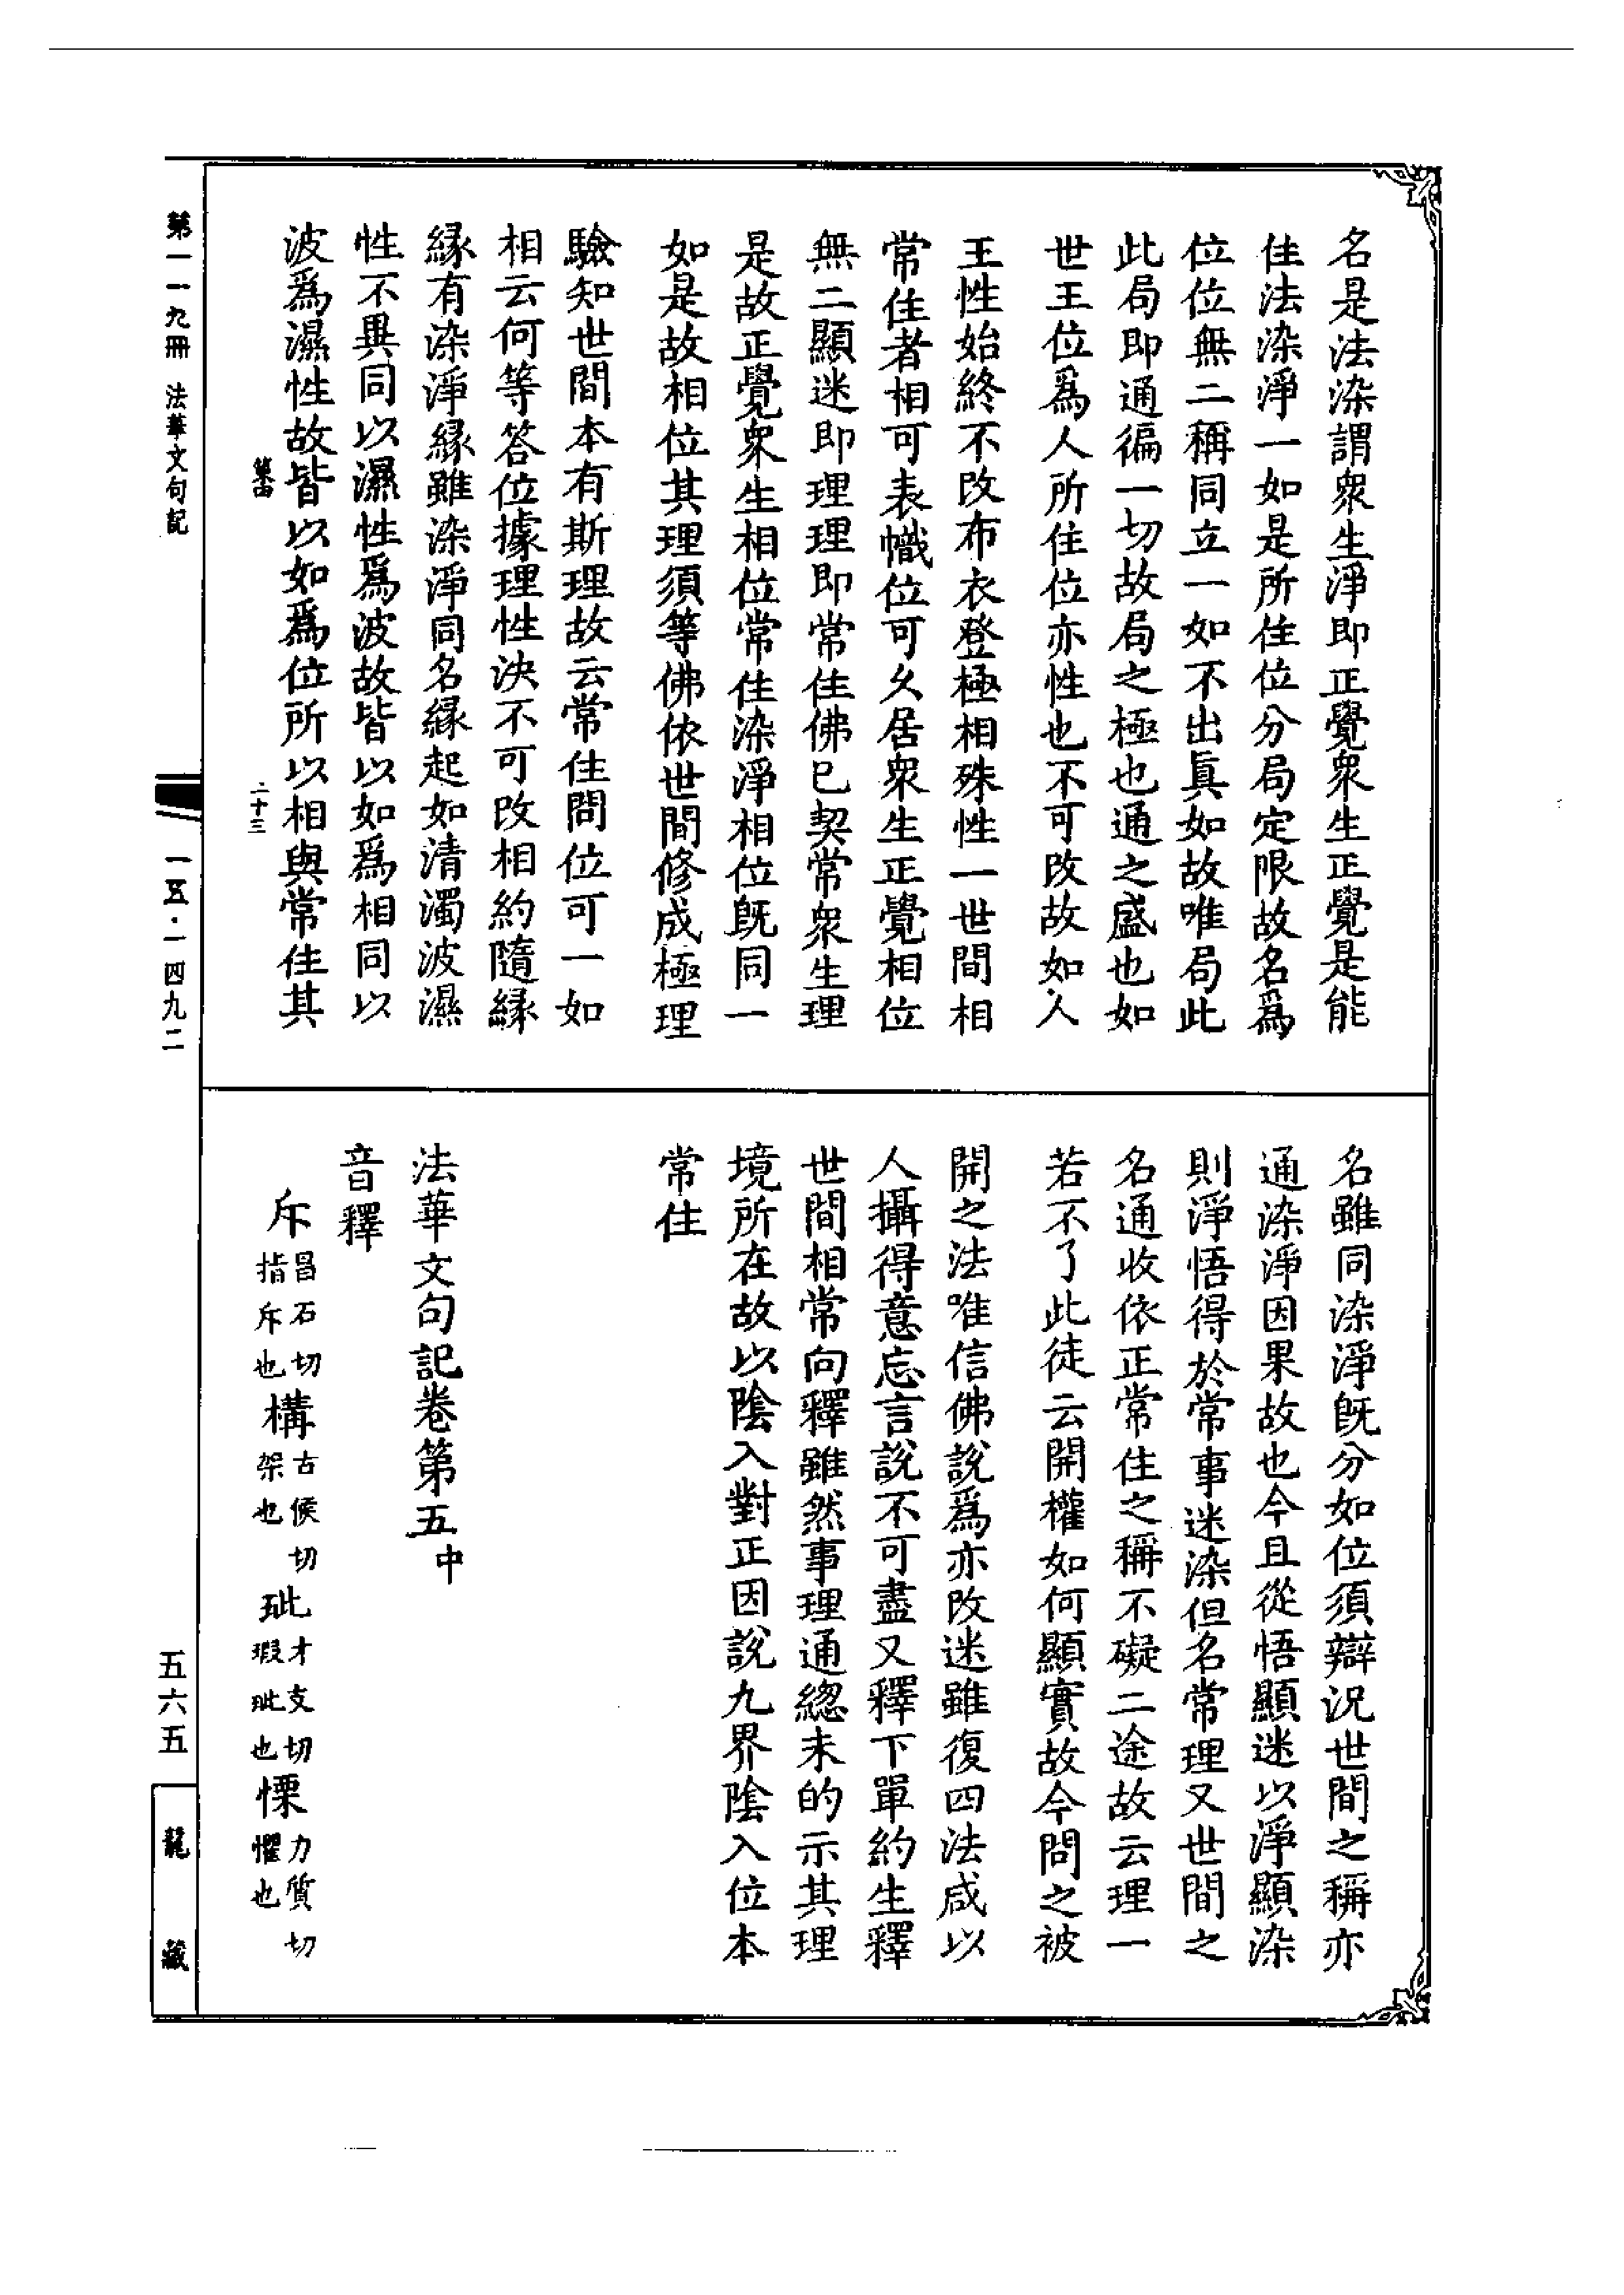 名是法染謂眾生淨即正覺眾生正覺是能
住法染淨一如是所住位分局定限故名爲
位位無二稱同立一如不出眞如故唯局此
此局即通徧一切故局之極也通之盛也如
世王位爲人所住位亦性也不可改故如人
王性始終不改布衣登極相殊性一世間相
常住者相可表幟位可久居眾生正覺相位
無二顯迷即理理即常住佛已契常眾生理
是故正覺眾生相位常住染淨相位旣同一
如是故相位其理須等佛依世間修成極理
驗知世間本有斯理故云常住問位可一如
相云何等答位據理性決不可改相約隨緣
緣有染淨緣雖染淨同名緣起如清濁波濕
性不異同以濕性爲波故皆以如爲相同以
波爲濕性故皆以如爲位所以相與常住其
二十三
名雖同染淨旣分如位須辯況世間之稱亦
通染淨因果故也今且從悟顯迷以淨顯染
則淨悟得於常事迷染但名常理又世間之
名通收依正常住之稱不礙二途故云理一
若不了此徒云開權如何顯實故今問之被
開之法唯信佛說爲亦改迷雖復四法咸以
人攝得意忘言說不可盡又釋下單約生釋
世間相常向釋雖然事理通總未的示其理
境所在故以陰入對正因說九界陰入位本
常住
法華文句記卷第五中
音釋
斥昌石切指斥也構古侯切架也玼才支切瑕玼也慄力質切懼也
第一一九冊 法華文句記
一五·一四九二
五六五
龍藏